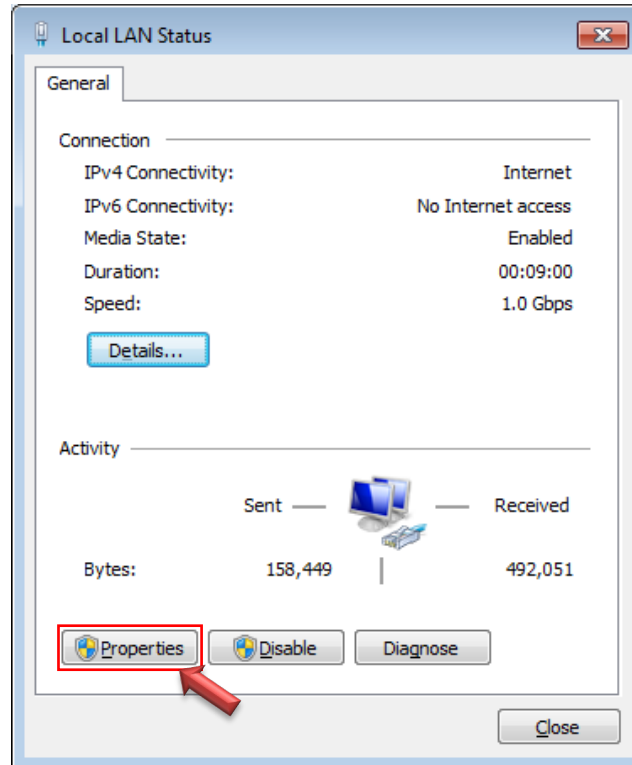 Local LAN Status
General
Connection
IPv4 Connectivity: Internet
IPv6 Connectivity: No Internet access
Media State: Enabled
Duration: 00:09:00
Speed: 1.0 Gbps
Details...
Activity
Sent Received
Bytes: 158,449 492,051
Properties Disable Diagnose
Close